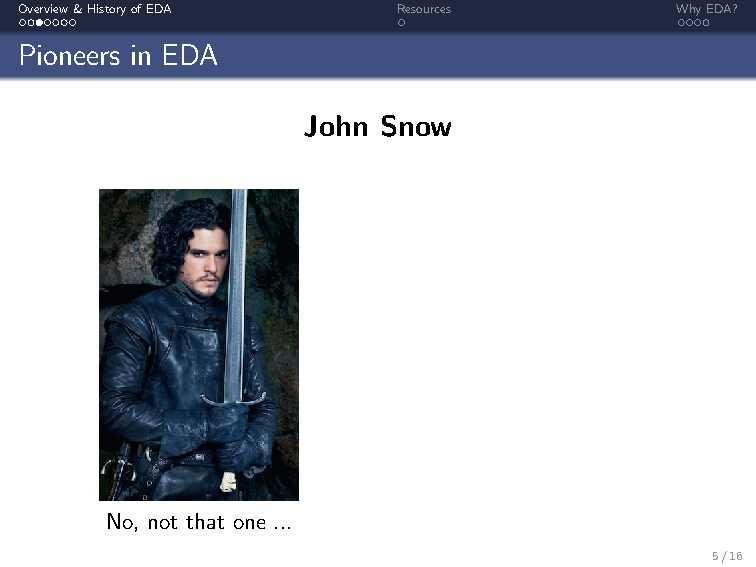 Overview & History of EDA
Resources
Why EDA?
Pioneers in EDA
John Snow
No, not that one ...
5 / 16